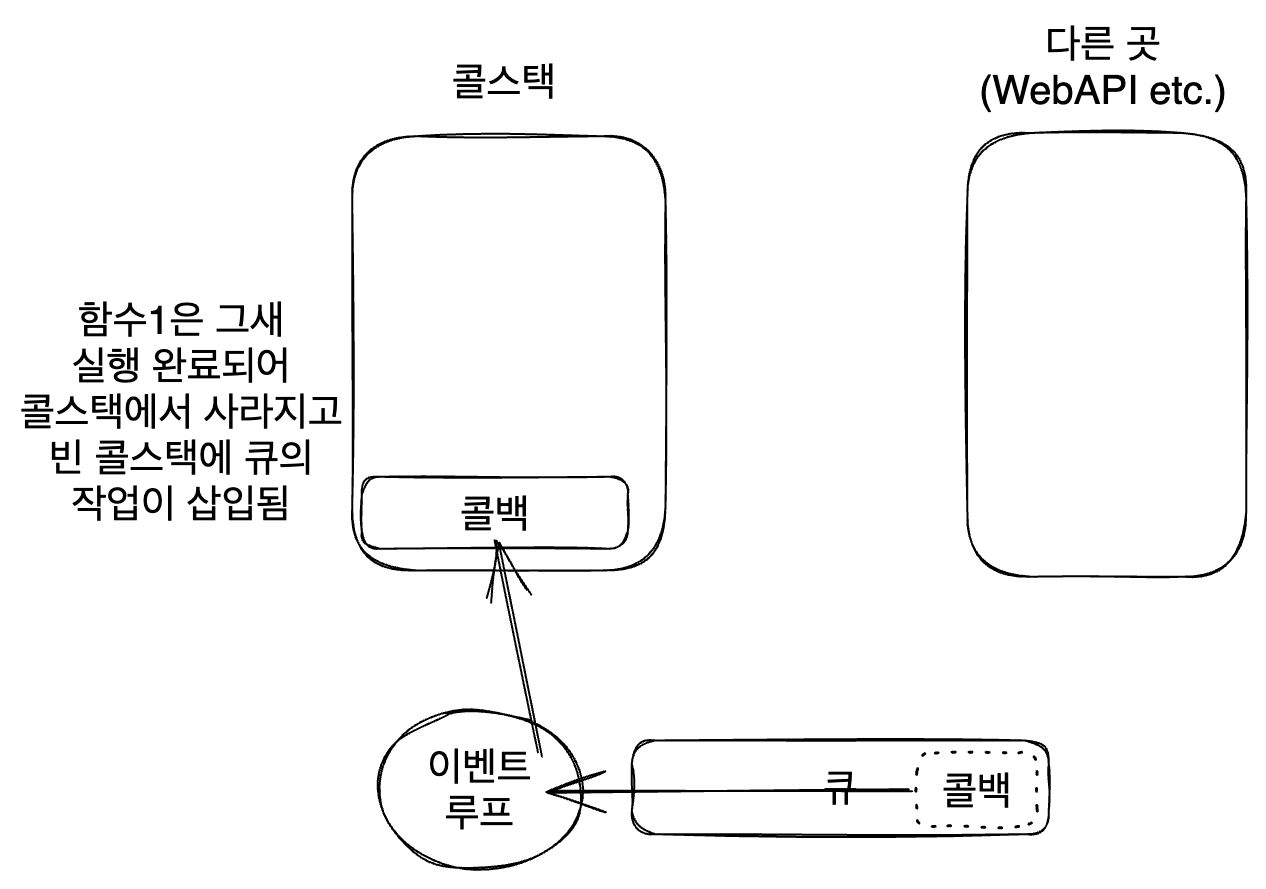 콜스택
다른 곳
(WebAPI etc.)
함수1은 그새
실행 완료되어
콜스택에서 사라지고
빈 콜스택에 큐의
작업이 삽입됨
콜백
이벤트
루프
큐
콜백